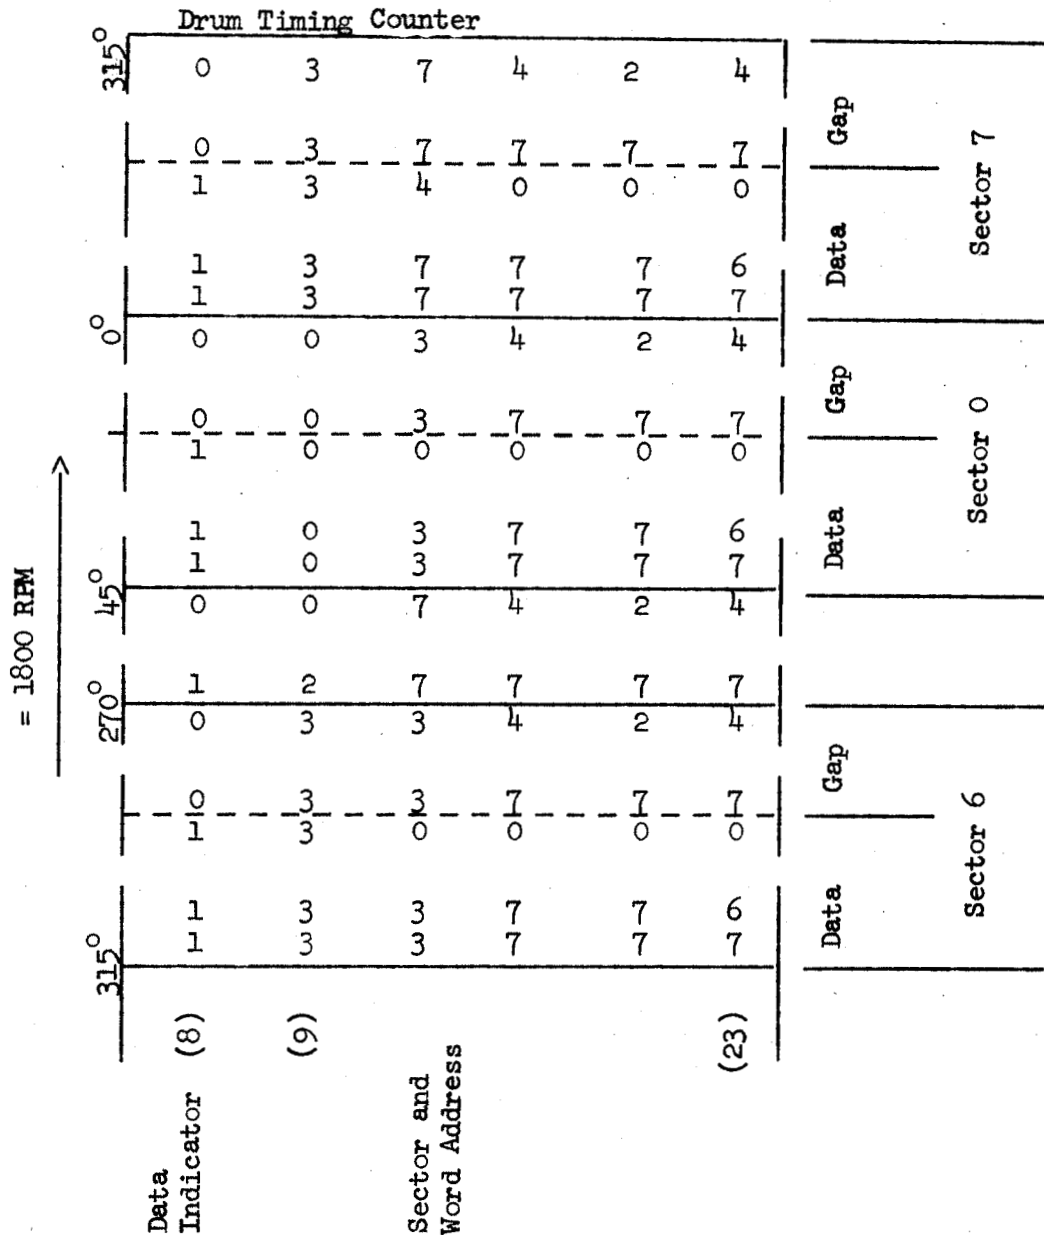 Drum Timing Counter
315°
0 3 7 4 2 4
0 3 7 7 7 7
1 3 4 0 0 0
1 3 7 7 7 6
1 3 7 7 7 7
0°
0 0 3 4 2 4
0 0 3 7 7 7
1 0 0 0 0 0
1 0 3 7 7 6
1 0 3 7 7 7
45°
0 0 7 4 2 4
1 2 7 7 7 7
270°
0 3 3 4 2 4
0 3 3 7 7 7
1 3 0 0 0 0
1 3 3 7 7 6
1 3 3 7 7 7
315°
Gap
Data
Sector 7
Gap
Data
Sector 0
Gap
Data
Sector 6
= 1800 RPM
Data
Indicator (8)
(9)
Sector and
Word Address
(23)